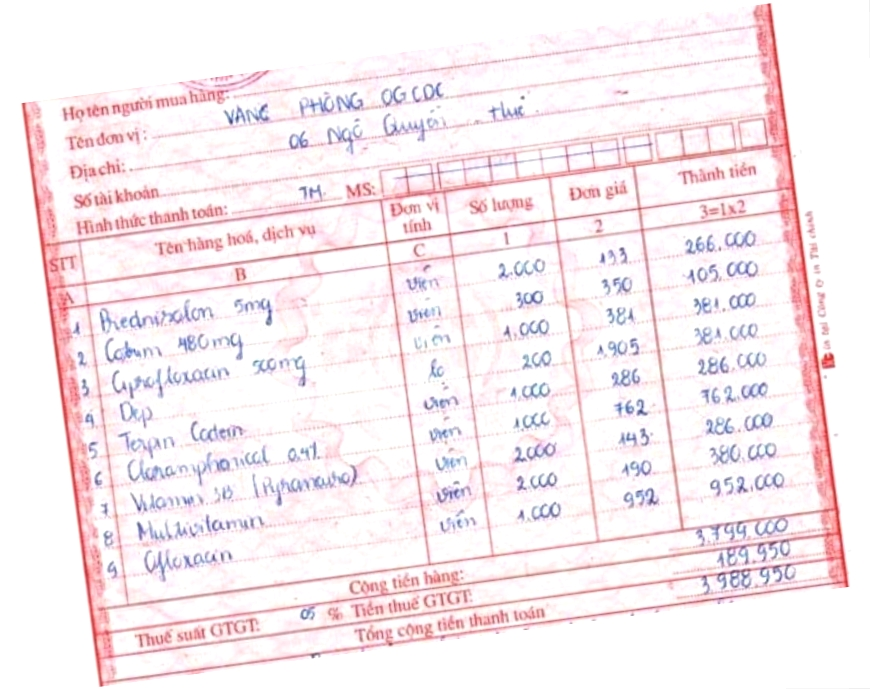 Họ tên người mua hàng:
Tên đơn vị: VĂNG PHÒNG OGCDC
Địa chỉ: 06 Ngô Quyền Huế
Số tài khoản
Hình thức thanh toán: TM. MS:
STT Tên hàng hoá, dịch vụ Đơn vị tính Số lượng Đơn giá Thành tiền
A B C 1 2 3=1x2
1 Prednisolon 5mg viên 2.000 133 266.000
2 Cotrim 480mg viên 300 350 105.000
3 Ciprofloxacin 500mg viên 1.000 381 381.000
4 Dep lọ 200 1.905 381.000
5 Terpin Codein viên 1.000 286 286.000
6 Cloramphenicol 0,4% viên 1000 762 762.000
7 Vitamin 3B viên 2000 143 286.000
8 Multivitamin viên 2.000 190 380.000
9 Ofloxacin viên 1.000 952 952.000
Cộng tiền hàng: 3.799.000
Thuế suất GTGT: 05 % Tiền thuế GTGT: 189.950
Tổng cộng tiền thanh toán 3.988.950
in tại Công ty in Tài chính